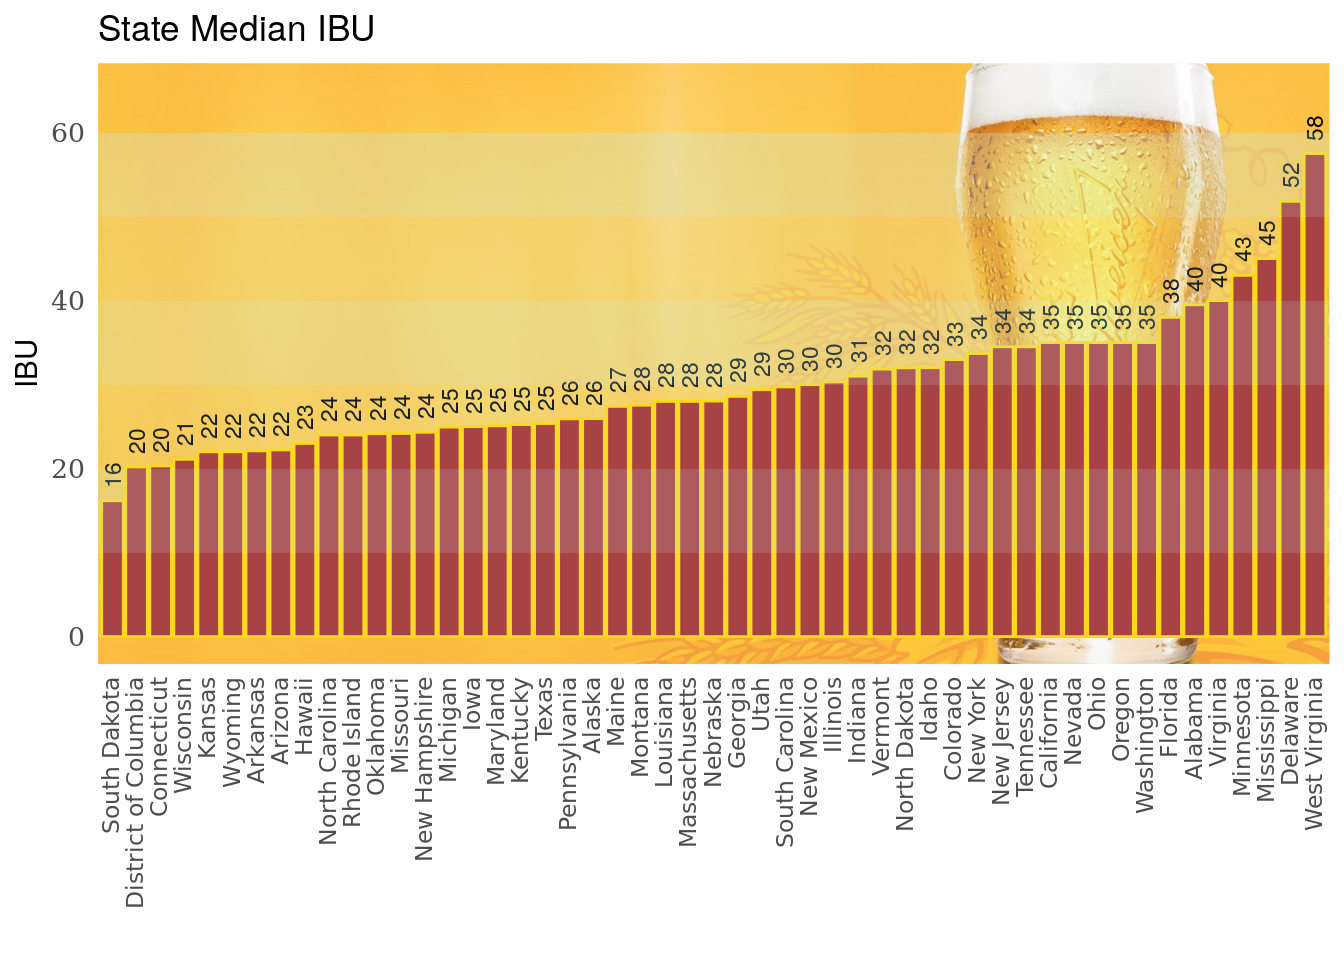 State Median IBU
IBU
60
40
20
0
16
20
20
21
22
22
22
22
23
24
24
24
24
24
25
25
25
25
25
26
26
27
28
28
28
28
29
29
30
30
30
31
32
32
32
33
34
34
34
35
35
35
35
35
38
40
40
43
45
52
58
South Dakota
District of Columbia
Connecticut
Wisconsin
Kansas
Wyoming
Arkansas
Arizona
Hawaii
North Carolina
Rhode Island
Oklahoma
Missouri
New Hampshire
Michigan
Iowa
Maryland
Kentucky
Texas
Pennsylvania
Alaska
Maine
Montana
Louisiana
Massachusetts
Nebraska
Georgia
Utah
South Carolina
New Mexico
Illinois
Indiana
Vermont
North Dakota
Idaho
Colorado
New York
New Jersey
Tennessee
California
Nevada
Ohio
Oregon
Washington
Florida
Alabama
Virginia
Minnesota
Mississippi
Delaware
West Virginia